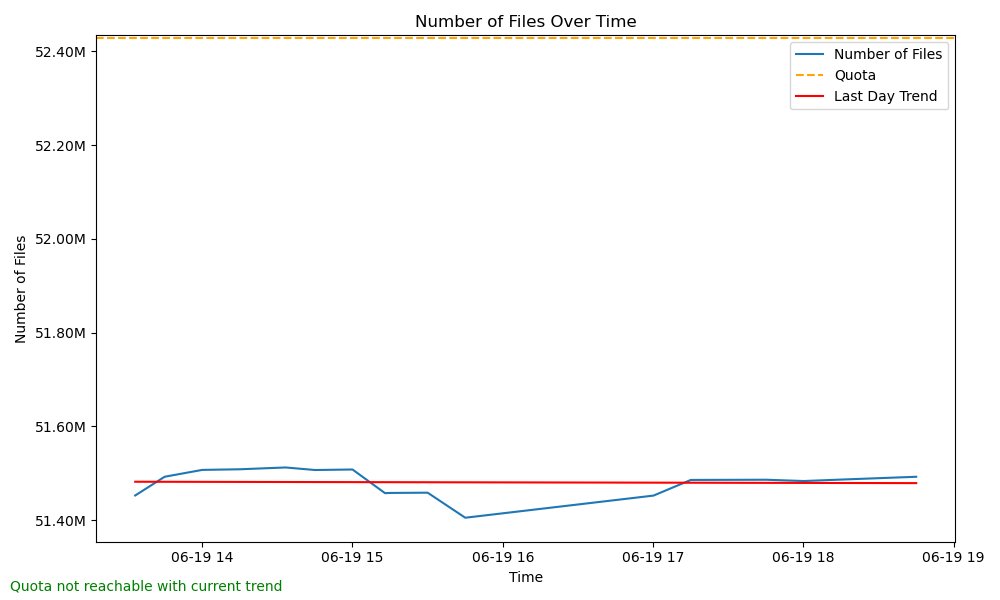 Number of Files Over Time
52.40M
52.20M
52.00M
51.80M
51.60M
51.40M
Number of Files
Number of Files
Quota
Last Day Trend
06-19 14
06-19 15
06-19 16
06-19 17
06-19 18
06-19 19
Time
Quota not reachable with current trend